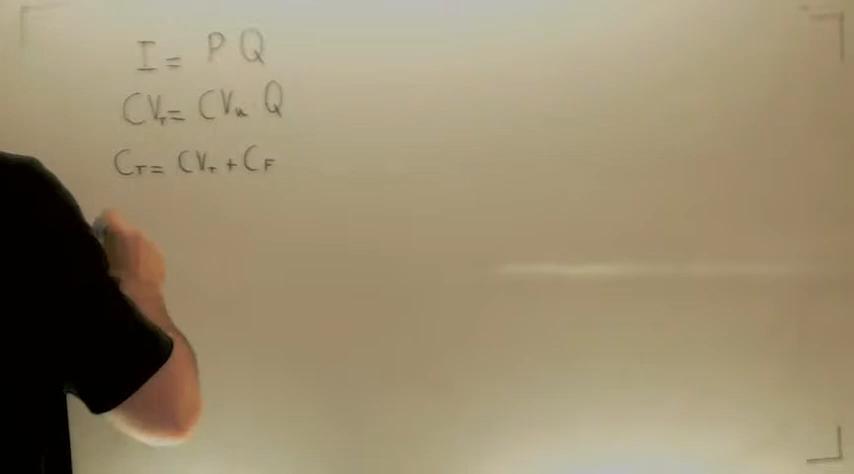 I = P Q
CVT = CVu Q
CT = CVT + CF